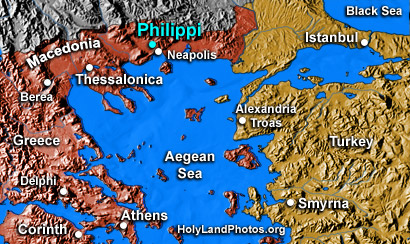 Black Sea
Philippi
Istanbul
Macedonia
Neapolis
Thessalonica
Berea
Alexandria
Troas
Greece
Turkey
Aegean
Sea
Delphi
Smyrna
Athens
Corinth
HolyLandPhotos.org